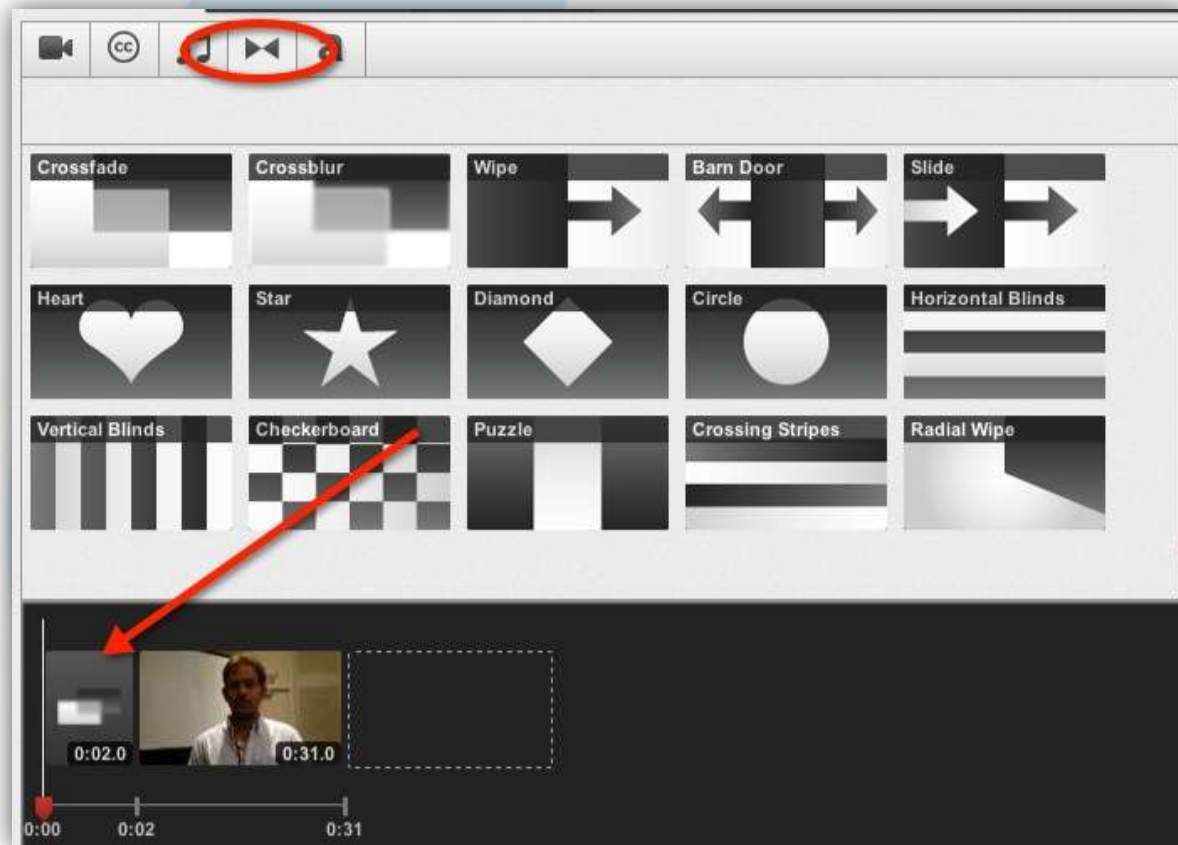 cc
a
Crossfade
Crossblur
Wipe
Barn Door
Slide
Heart
Star
Diamond
Circle
Horizontal Blinds
Vertical Blinds
Checkerboard
Puzzle
Crossing Stripes
Radial Wipe
0:02.0
0:31.0
0:00
0:02
0:31